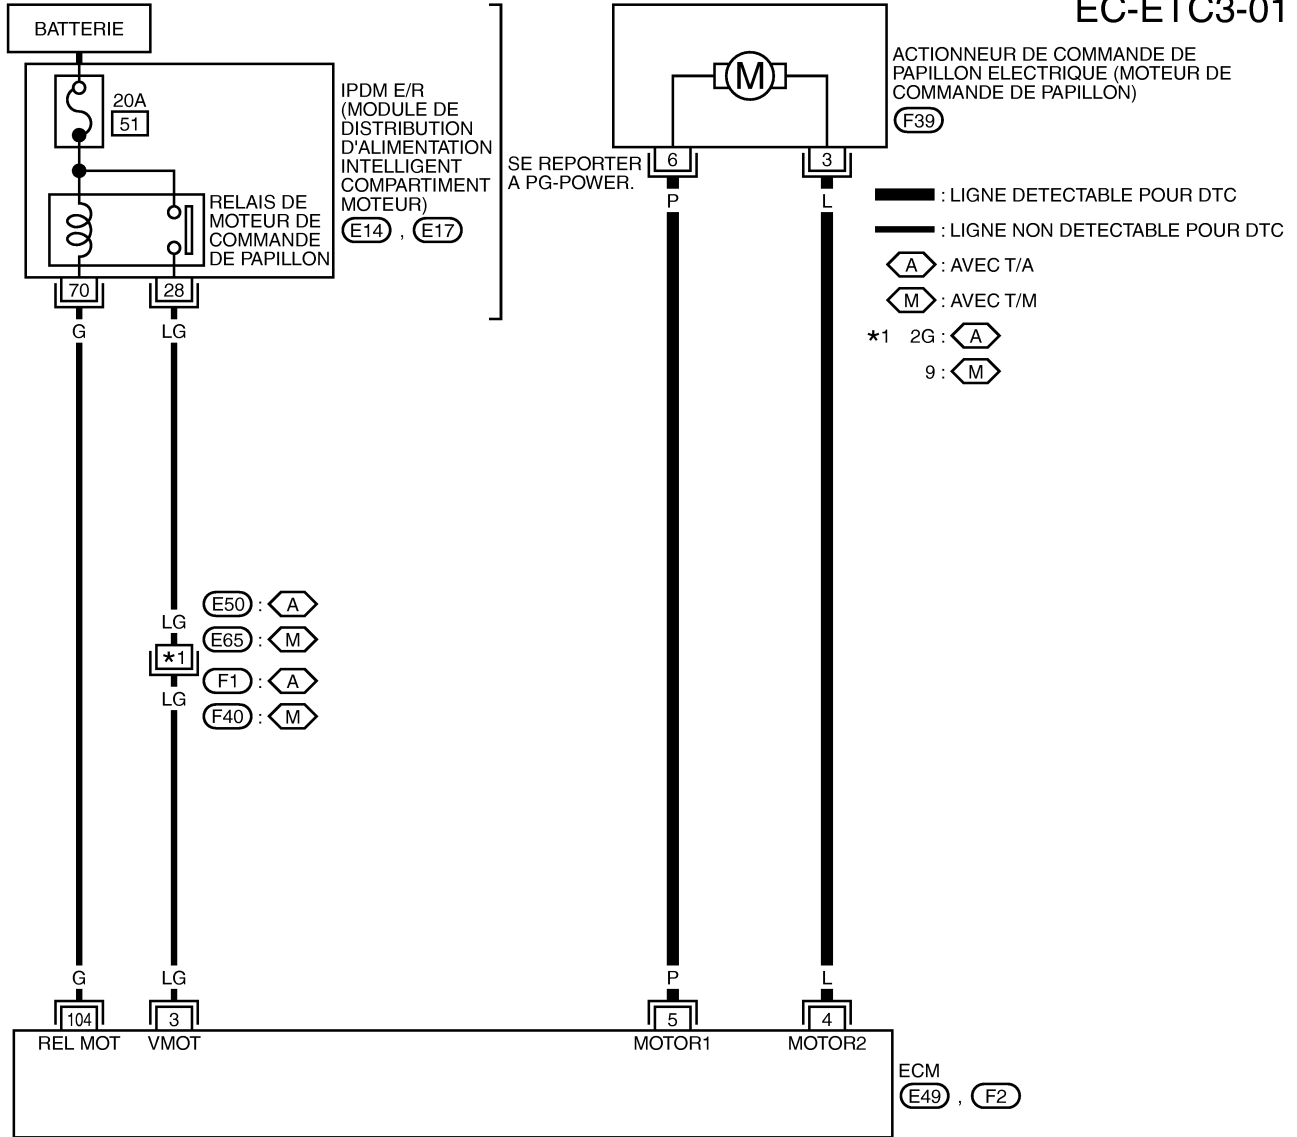 EC-ETC3-01
BATTERIE
20A
51
IPDM E/R
(MODULE DE
DISTRIBUTION
D'ALIMENTATION
INTELLIGENT
COMPARTIMENT
MOTEUR)
E14 , E17
RELAIS DE
MOTEUR DE
COMMANDE
DE PAPILLON
SE REPORTER
A PG-POWER.
M
ACTIONNEUR DE COMMANDE DE
PAPILLON ELECTRIQUE (MOTEUR DE
COMMANDE DE PAPILLON)
F39
6 3
P L
: LIGNE DETECTABLE POUR DTC
: LIGNE NON DETECTABLE POUR DTC
A : AVEC T/A
M : AVEC T/M
*1 2G : A
9 : M
70 28
G LG
LG
*1
LG
E50 : A
E65 : M
F1 : A
F40 : M
G LG P L
104 3 5 4
REL MOT VMOT MOTOR1 MOTOR2
ECM
E49 , F2